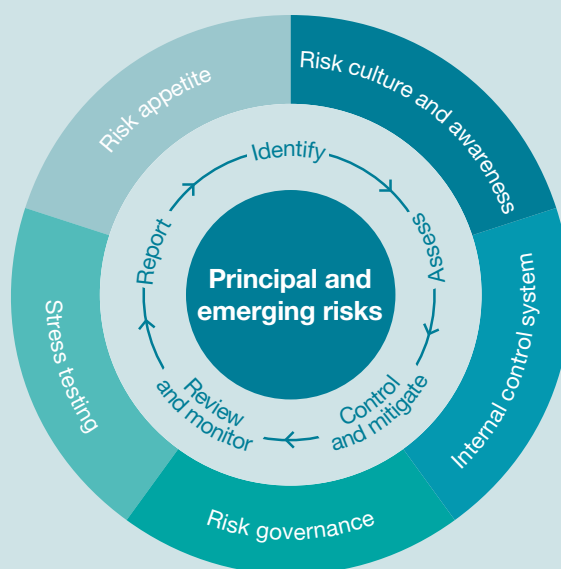 Risk culture and awareness
Internal control system
Risk governance
Stress testing
Risk appetite
Identify
Assess
Control
and mitigate
Review
and monitor
Report
Principal and
emerging risks